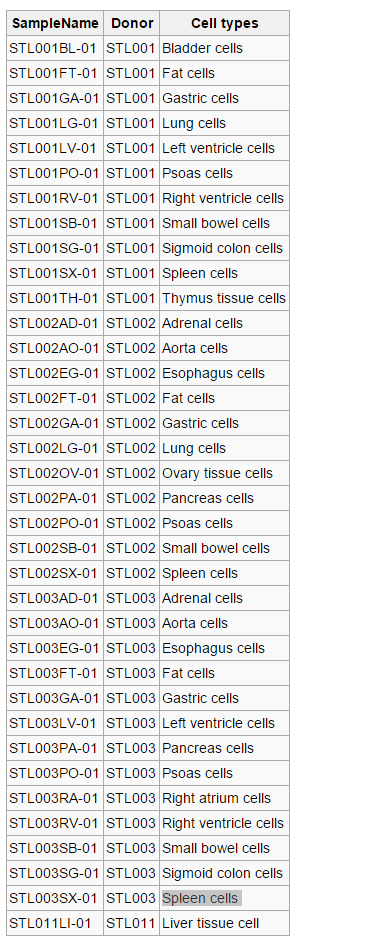 SampleName Donor Cell types
STL001BL-01 STL001 Bladder cells
STL001FT-01 STL001 Fat cells
STL001GA-01 STL001 Gastric cells
STL001LG-01 STL001 Lung cells
STL001LV-01 STL001 Left ventricle cells
STL001PO-01 STL001 Psoas cells
STL001RV-01 STL001 Right ventricle cells
STL001SB-01 STL001 Small bowel cells
STL001SG-01 STL001 Sigmoid colon cells
STL001SX-01 STL001 Spleen cells
STL001TH-01 STL001 Thymus tissue cells
STL002AD-01 STL002 Adrenal cells
STL002AO-01 STL002 Aorta cells
STL002EG-01 STL002 Esophagus cells
STL002FT-01 STL002 Fat cells
STL002GA-01 STL002 Gastric cells
STL002LG-01 STL002 Lung cells
STL002OV-01 STL002 Ovary tissue cells
STL002PA-01 STL002 Pancreas cells
STL002PO-01 STL002 Psoas cells
STL002SB-01 STL002 Small bowel cells
STL002SX-01 STL002 Spleen cells
STL003AD-01 STL003 Adrenal cells
STL003AO-01 STL003 Aorta cells
STL003EG-01 STL003 Esophagus cells
STL003FT-01 STL003 Fat cells
STL003GA-01 STL003 Gastric cells
STL003LV-01 STL003 Left ventricle cells
STL003PA-01 STL003 Pancreas cells
STL003PO-01 STL003 Psoas cells
STL003RA-01 STL003 Right atrium cells
STL003RV-01 STL003 Right ventricle cells
STL003SB-01 STL003 Small bowel cells
STL003SG-01 STL003 Sigmoid colon cells
STL003SX-01 STL003 Spleen cells
STL011LI-01 STL011 Liver tissue cell